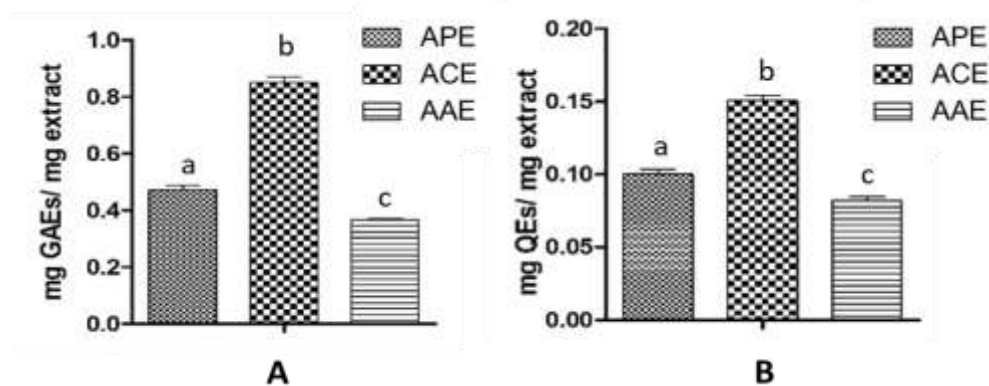 mg GAEs/ mg extract
1.0
0.8
0.6
0.4
0.2
0.0
a
b
c
APE
ACE
AAE
A
mg QEs/ mg extract
0.20
0.15
0.10
0.05
0.00
a
b
c
APE
ACE
AAE
B